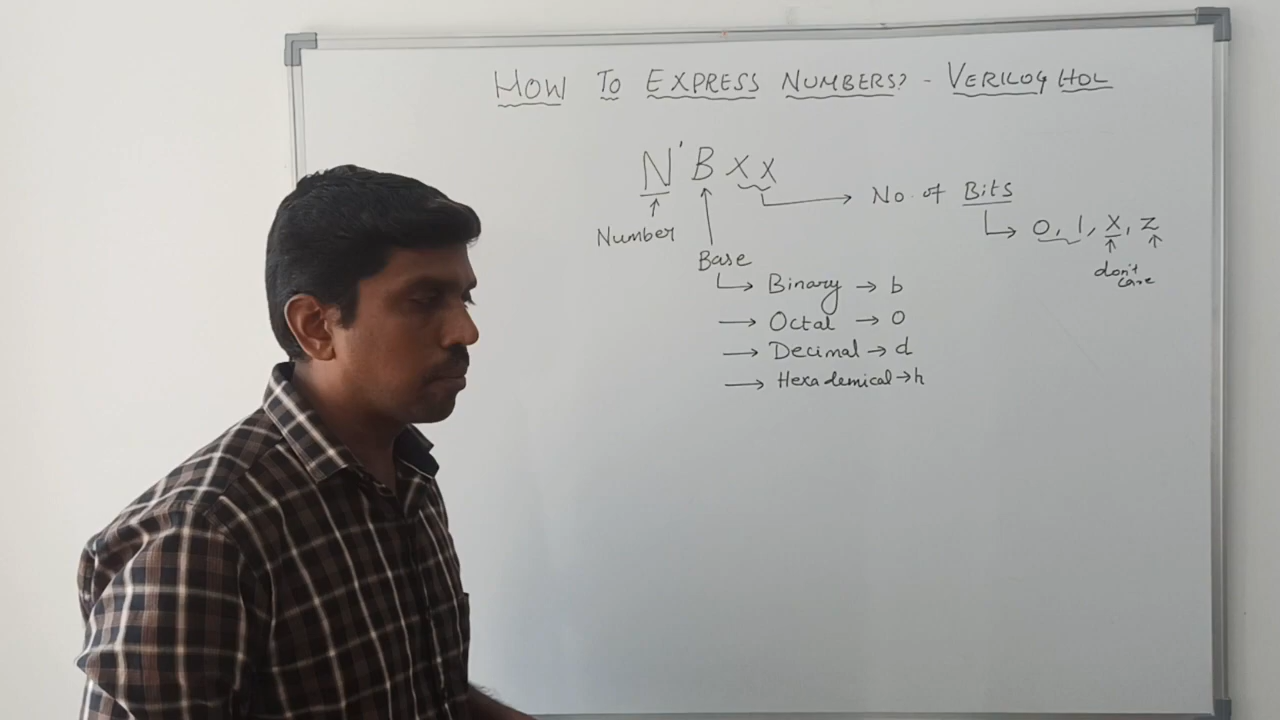 HOW TO EXPRESS NUMBERS? - VERILOG HDL
N'B x x
No. of Bits
0, 1, x, z
Number
don't care
Base
Binary → b
→ Octal → O
→ Decimal → d
→ Hexa demical → h